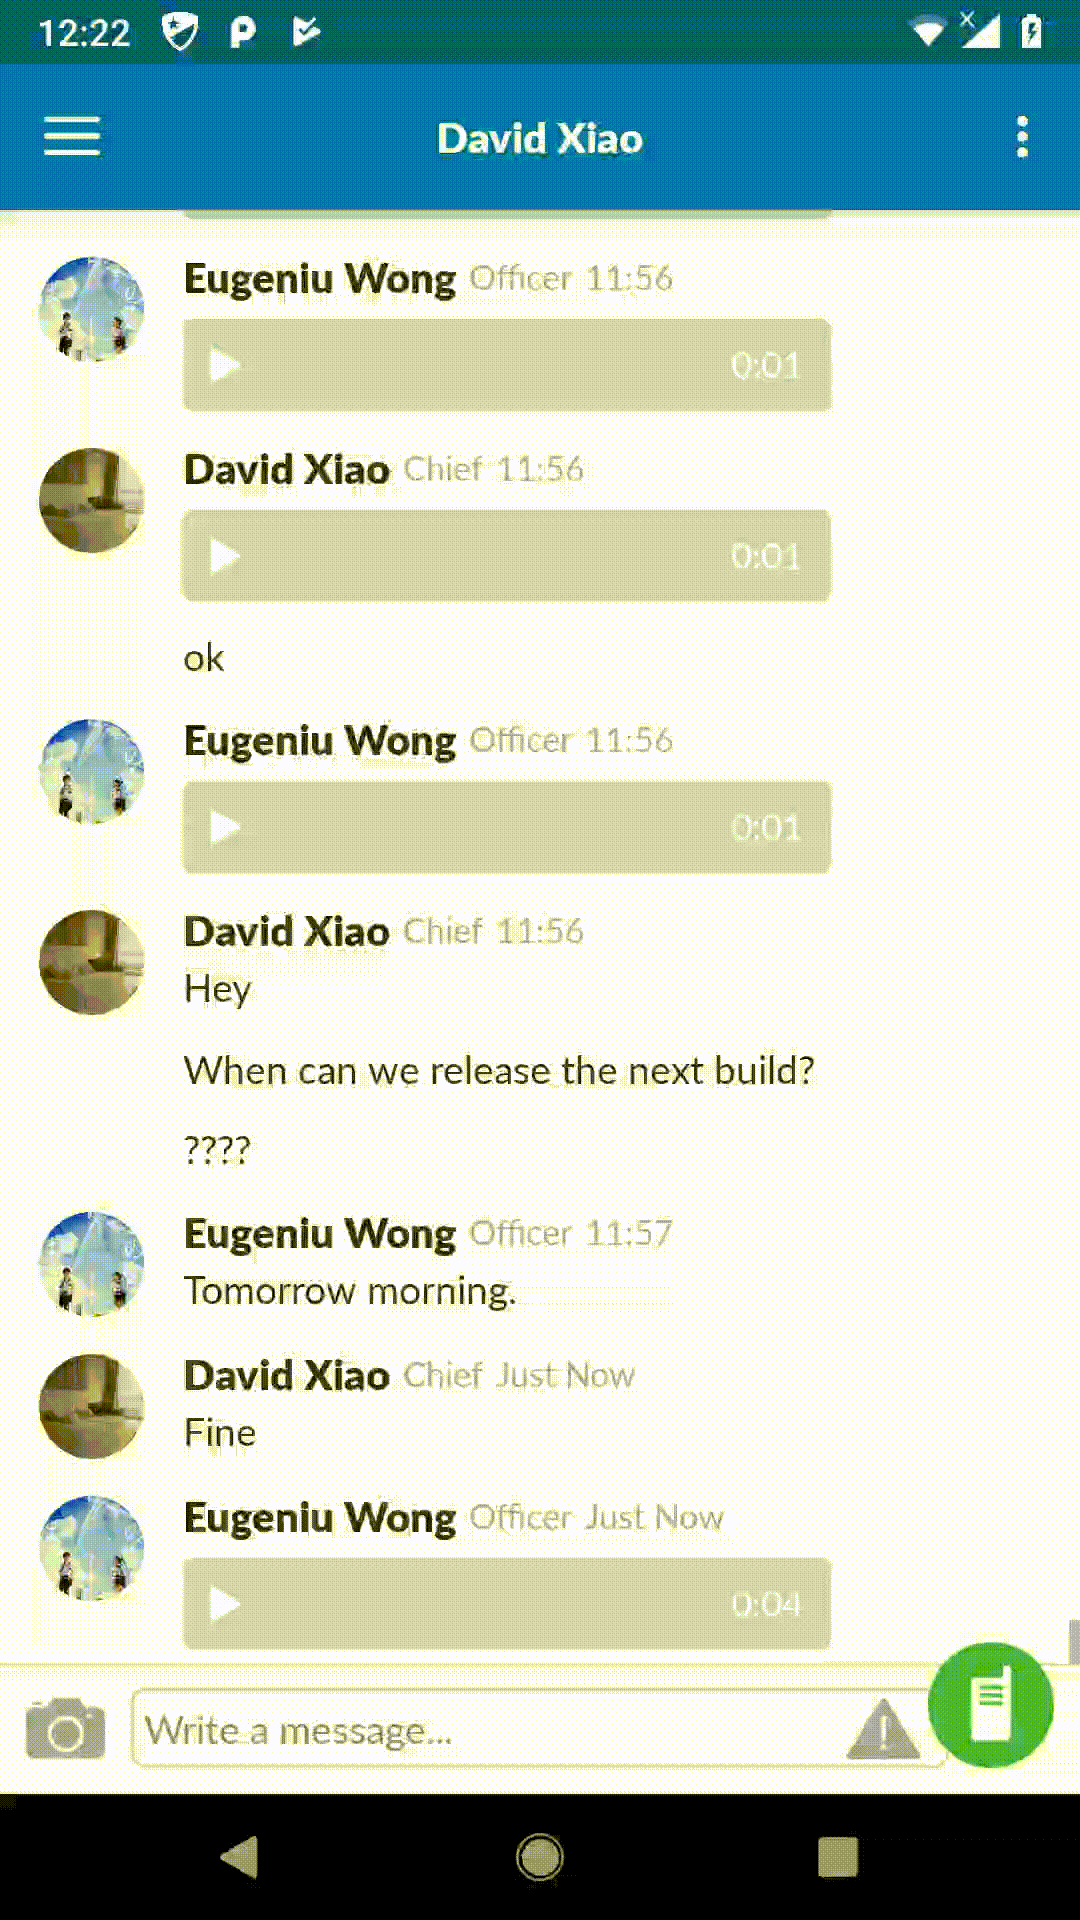 12:22
David Xiao
Eugeniu Wong Officer 11:56
0:01
David Xiao Chief 11:56
0:01
ok
Eugeniu Wong Officer 11:56
0:01
David Xiao Chief 11:56
Hey
When can we release the next build?
????
Eugeniu Wong Officer 11:57
Tomorrow morning.
David Xiao Chief Just Now
Fine
Eugeniu Wong Officer Just Now
0:04
Write a message...